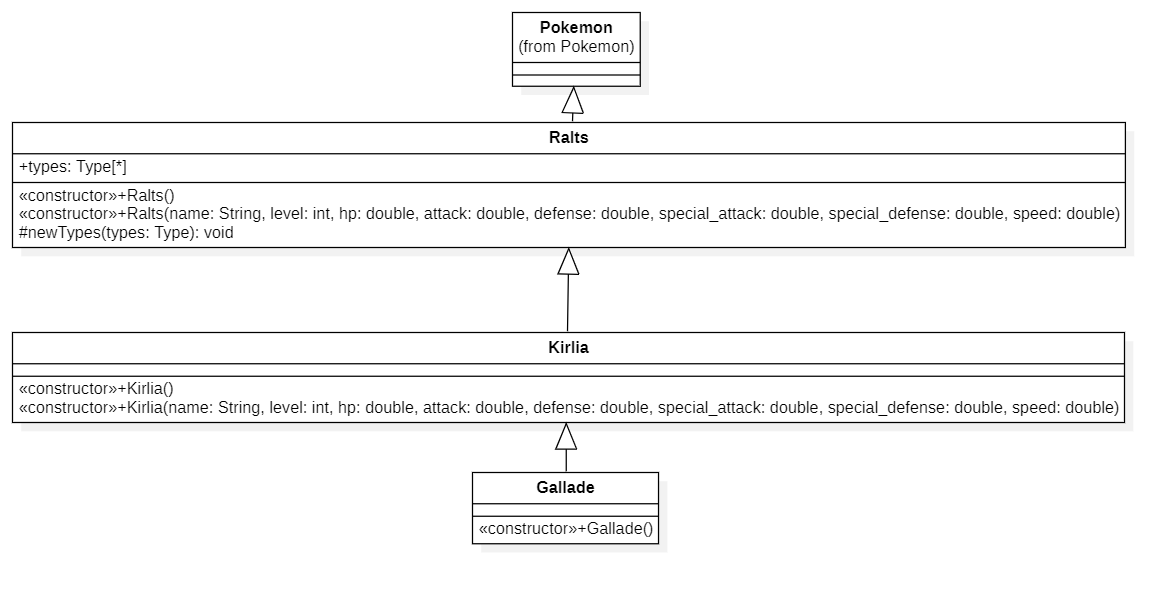 Pokemon
(from Pokemon)
Ralts
+types: Type[*]
«constructor»+Ralts()
«constructor»+Ralts(name: String, level: int, hp: double, attack: double, defense: double, special_attack: double, special_defense: double, speed: double)
#newTypes(types: Type): void
Kirlia
«constructor»+Kirlia()
«constructor»+Kirlia(name: String, level: int, hp: double, attack: double, defense: double, special_attack: double, special_defense: double, speed: double)
Gallade
«constructor»+Gallade()